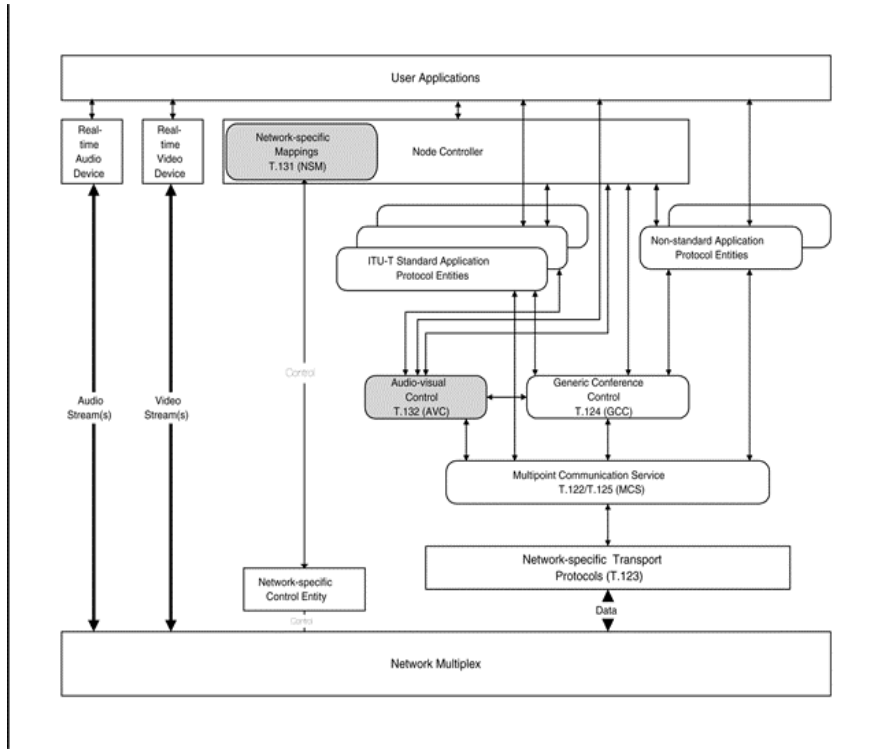 User Applications
Real-
time
Audio
Device
Real-
time
Video
Device
Network-specific
Mappings
T.131 (NSM)
Node Controller
ITU-T Standard Application
Protocol Entities
Non-standard Application
Protocol Entities
Control
Audio-visual
Control
T.132 (AVC)
Generic Conference
Control
T.124 (GCC)
Audio
Stream(s)
Video
Stream(s)
Multipoint Communication Service
T.122/T.125 (MCS)
Network-specific Transport
Protocols (T.123)
Network-specific
Control Entity
Data
Control
Network Multiplex